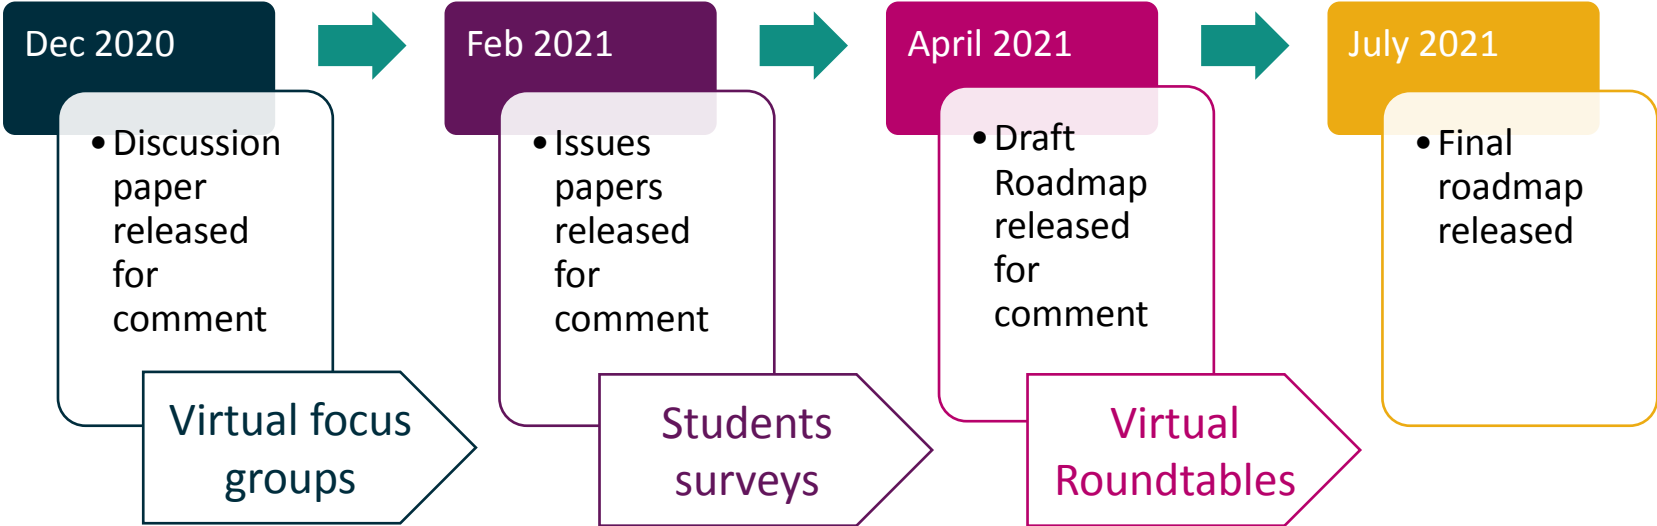 Dec 2020
• Discussion
paper
released
for
comment
Virtual focus
groups
Feb 2021
• Issues
papers
released
for
comment
Students
surveys
April 2021
• Draft
Roadmap
released
for
comment
Virtual
Roundtables
July 2021
• Final
roadmap
released